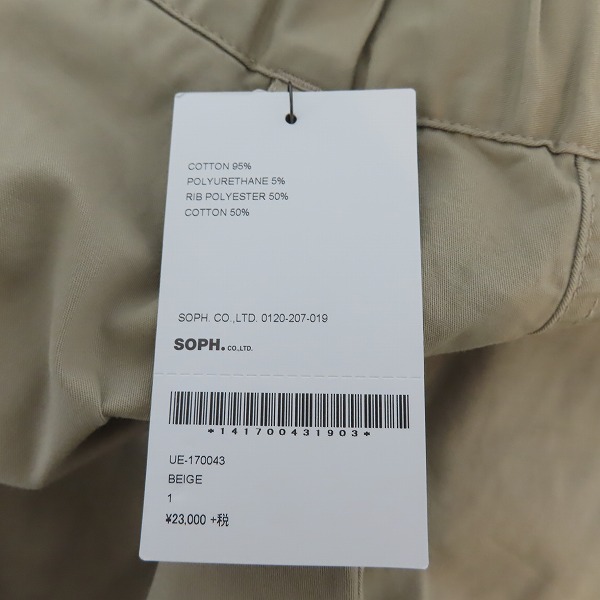 COTTON 95%
POLYURETHANE 5%
RIB POLYESTER 50%
COTTON 50%
SOPH. CO.,LTD. 0120-207-019
SOPH. CO.,LTD.
*141700431903*
UE-170043
BEIGE
1
¥23,000 +税